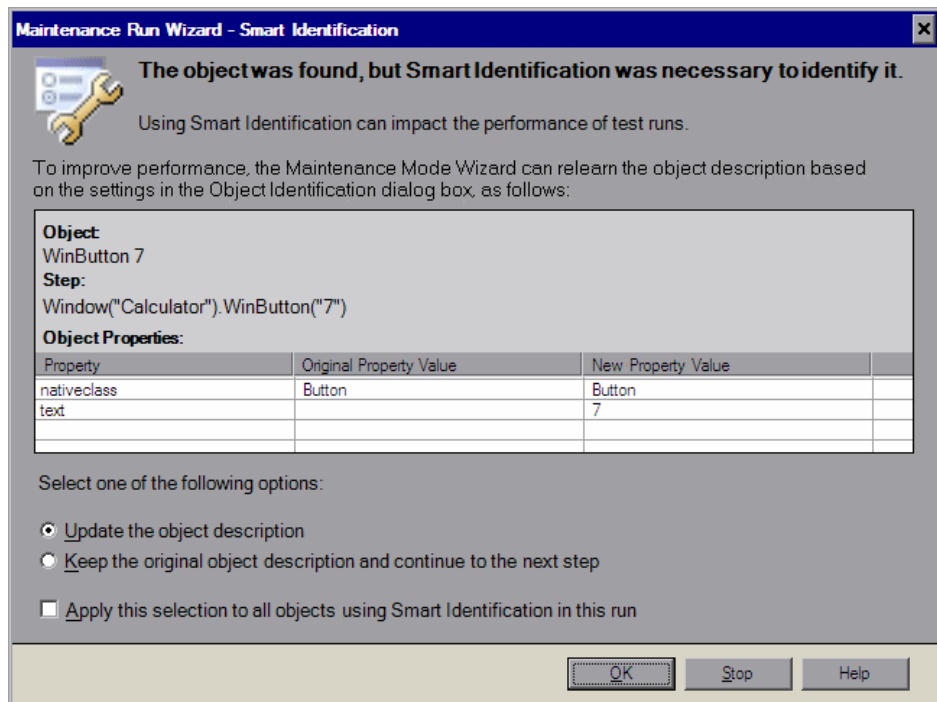 Maintenance Run Wizard - Smart Identification
The object was found, but Smart Identification was necessary to identify it.
Using Smart Identification can impact the performance of test runs.
To improve performance, the Maintenance Mode Wizard can relearn the object description based
on the settings in the Object Identification dialog box, as follows:
Object:
WinButton 7
Step:
Window("Calculator").WinButton("7")
Object Properties:
Property Original Property Value New Property Value
nativeclass Button Button
text 7
Select one of the following options:
Update the object description
Keep the original object description and continue to the next step
Apply this selection to all objects using Smart Identification in this run
OK Stop Help